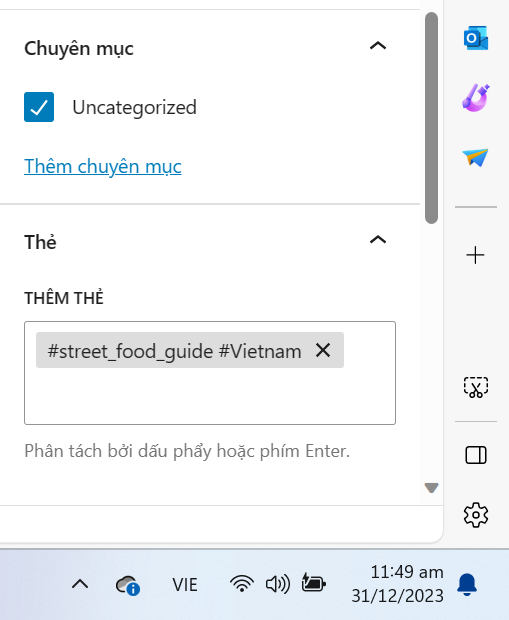 Chuyên mục
Uncategorized
Thêm chuyên mục
Thẻ
THÊM THẺ
#street_food_guide #Vietnam
Phân tách bởi dấu phẩy hoặc phím Enter.
VIE
11:49 am
31/12/2023